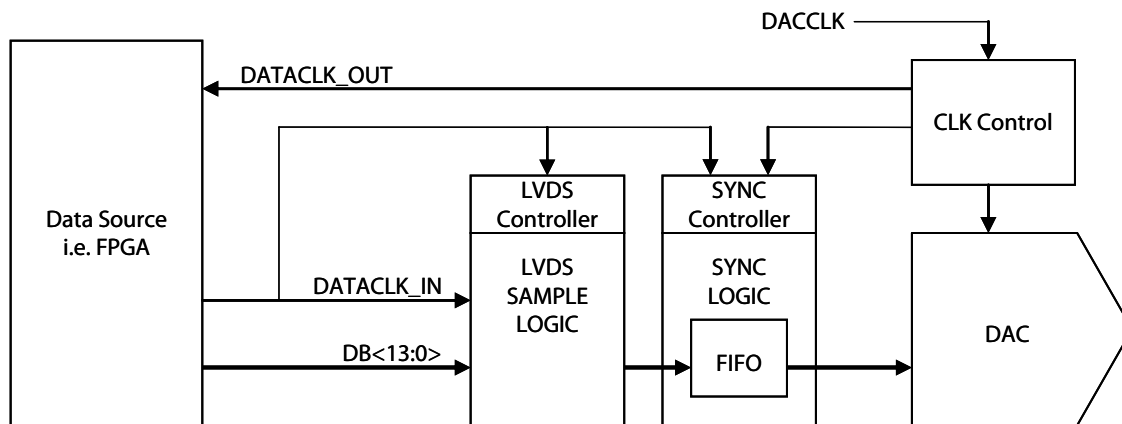 DACCLK
DATACLK_OUT
CLK Control
LVDS
Controller
SYNC
Controller
Data Source
i.e. FPGA
DATACLK_IN
LVDS
SAMPLE
LOGIC
SYNC
LOGIC
DB<13:0>
FIFO
DAC